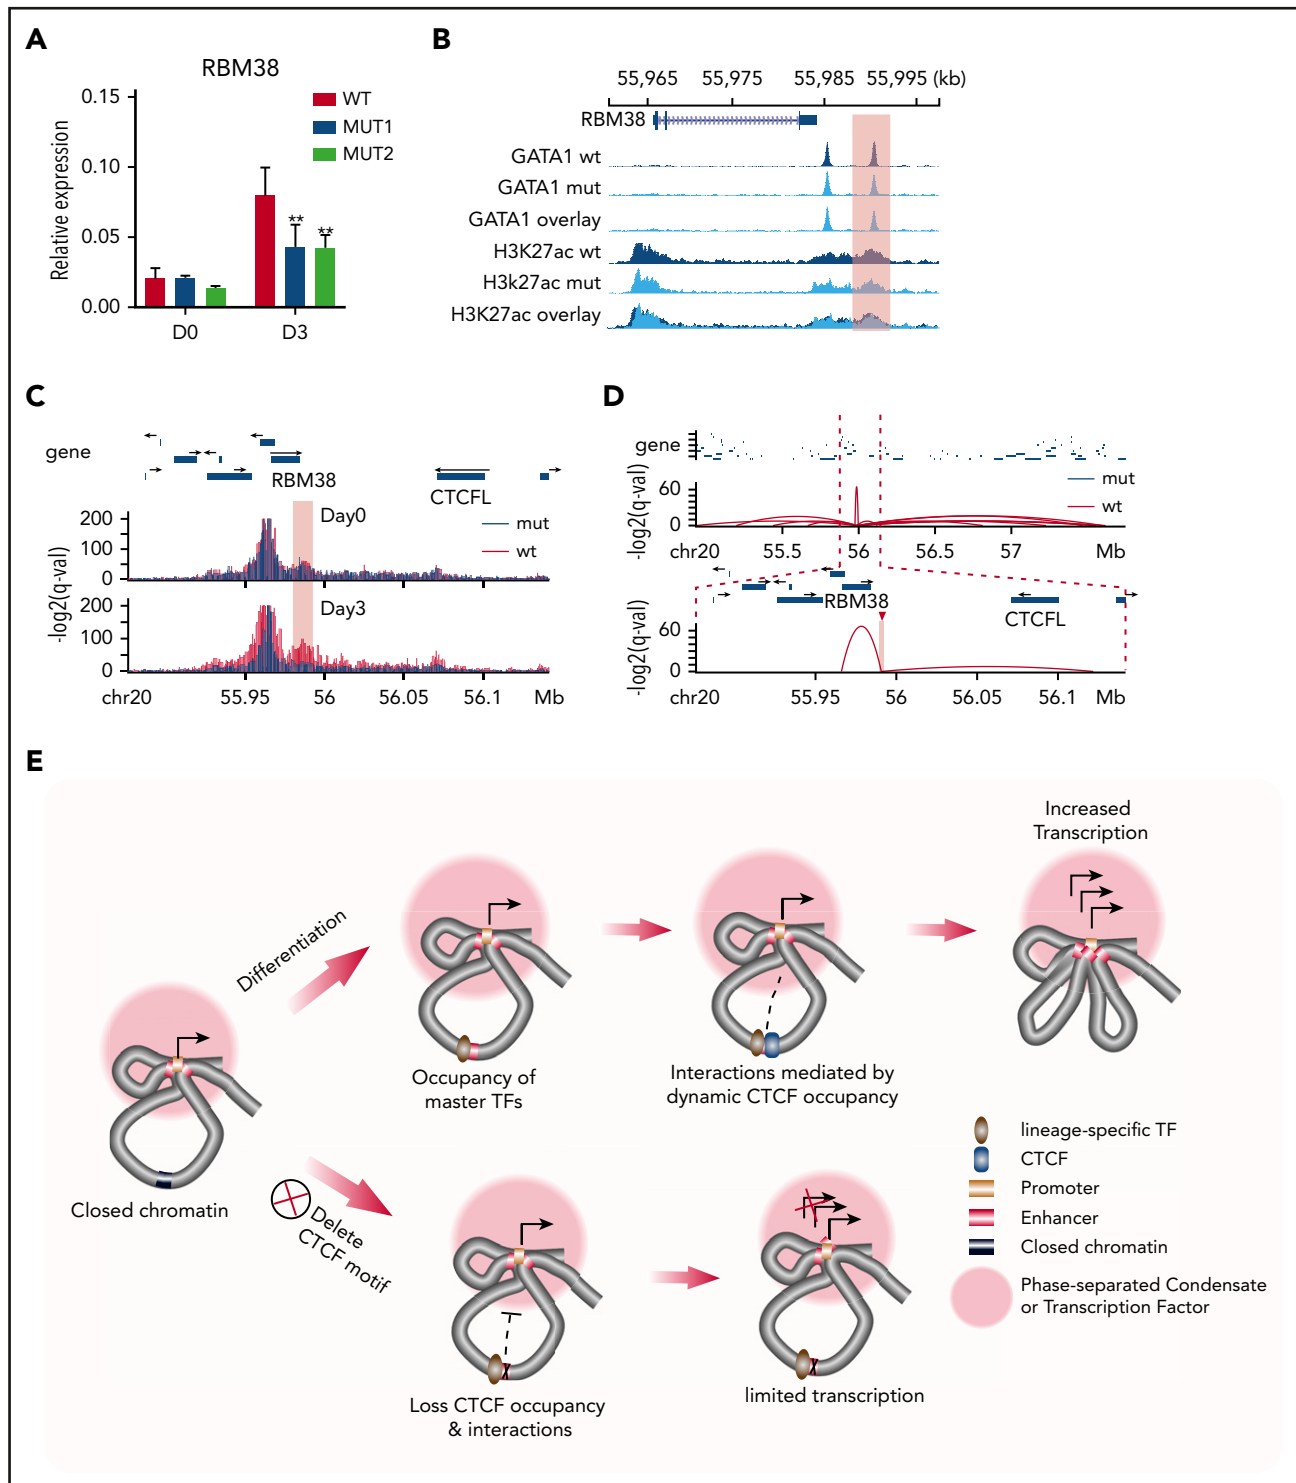 A
RBM38
WT
MUT1
MUT2
Relative expression
0.15
0.10
0.05
0.00
**
**
D0
D3
B
55,965 55,975 55,985 55,995 (kb)
RBM38
GATA1 wt
GATA1 mut
GATA1 overlay
H3K27ac wt
H3k27ac mut
H3K27ac overlay
C
gene
RBM38
CTCFL
Day0
mut
wt
200
100
0
-log2(q-val)
Day3
200
100
0
chr20 55.95 56 56.05 56.1 Mb
D
gene
mut
wt
-log2(q-val)
60
0
chr20 55.5 56 56.5 57 Mb
RBM38
CTCFL
-log2(q-val)
60
0
chr20 55.95 56 56.05 56.1 Mb
E
Increased
Transcription
Differentiation
Occupancy of
master TFs
Interactions mediated by
dynamic CTCF occupancy
Closed chromatin
Delete
CTCF motif
Loss CTCF occupancy
& interactions
limited transcription
lineage-specific TF
CTCF
Promoter
Enhancer
Closed chromatin
Phase-separated Condensate
or Transcription Factor